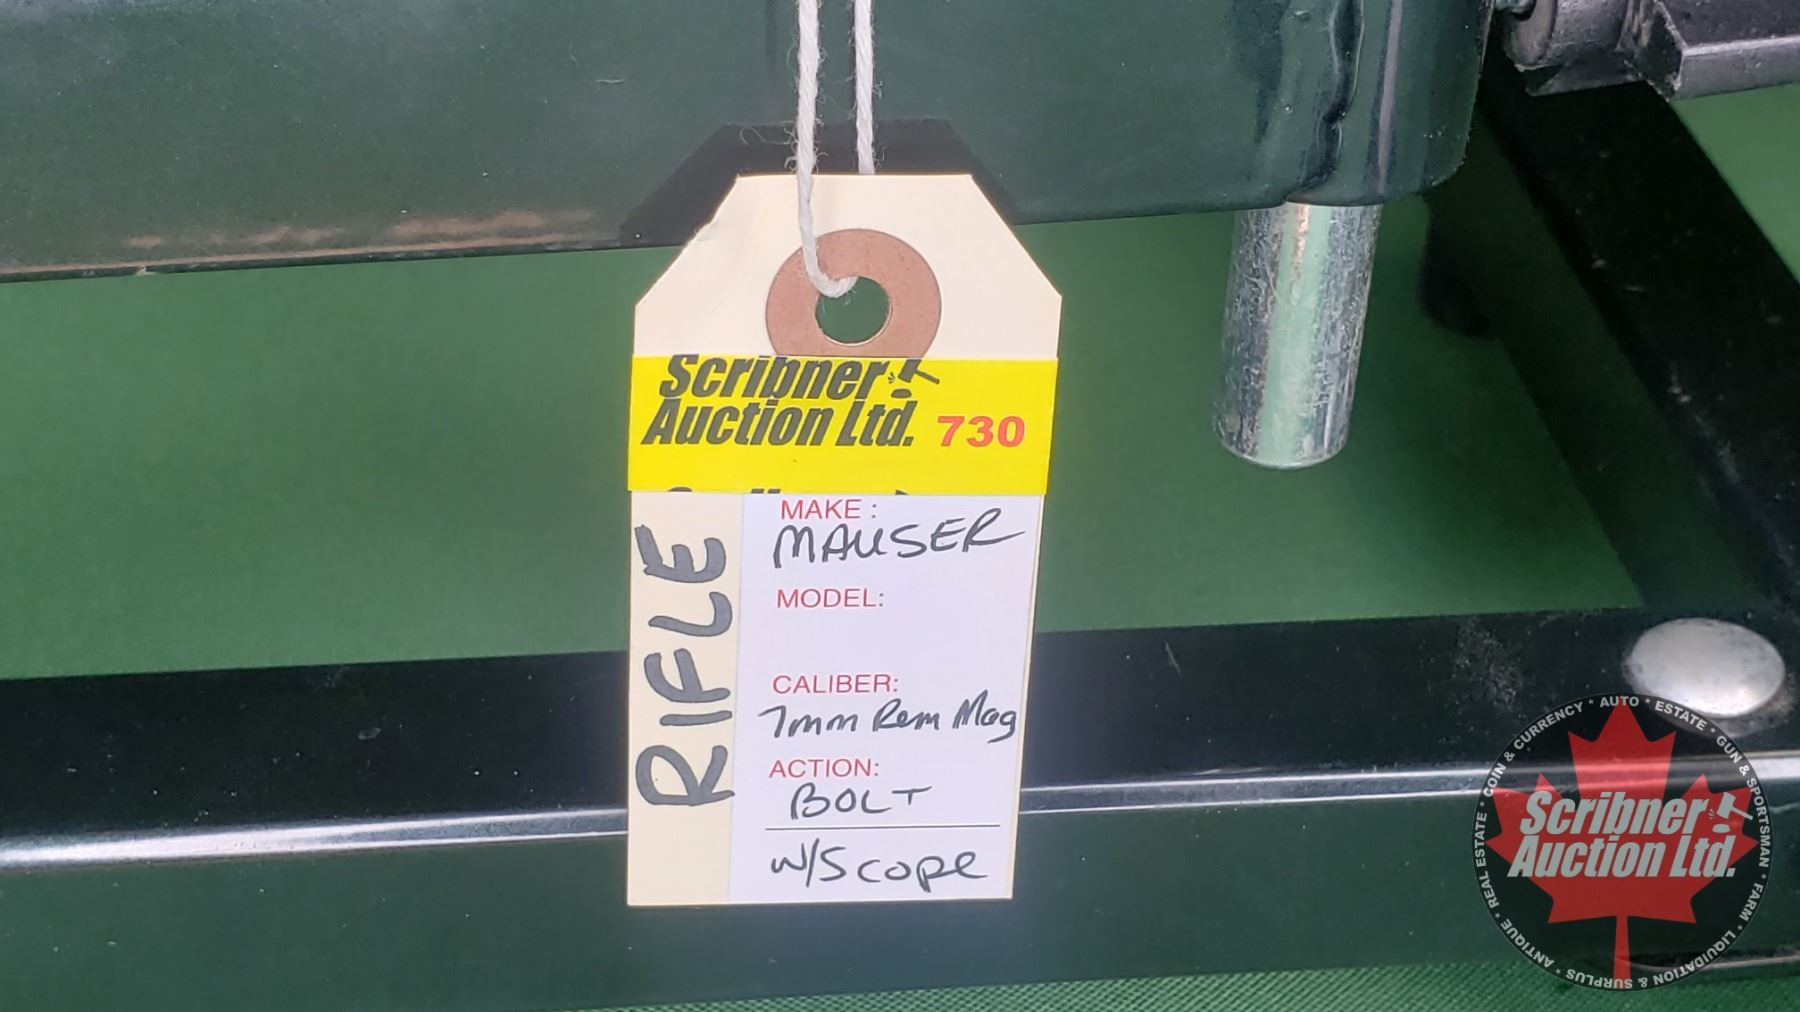 Scribner
Auction Ltd. 730
RIFLE
MAKE:
MAUSER
MODEL:
CALIBER:
7mm Rem Mag
ACTION:
BOLT
w/Scope
REAL ESTATE * COIN & CURRENCY * AUTO * ESTATE * GUN & SPORTSMAN * FARM * LIQUIDATION & SURPLUS * ANTIQUE *
Scribner
Auction Ltd.